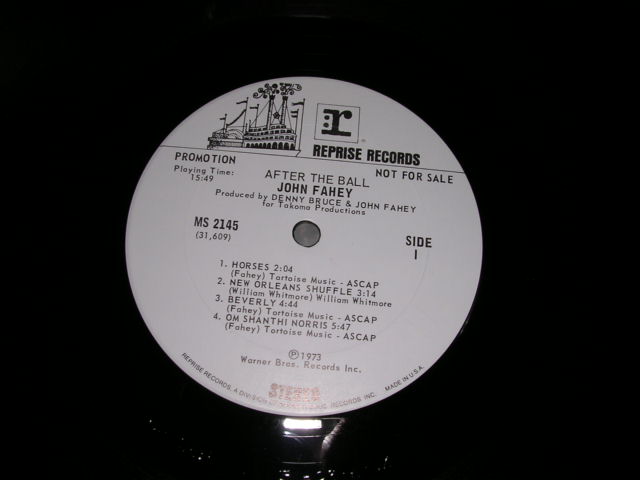 r
REPRISE RECORDS
PROMOTION
NOT FOR SALE
Playing Time:
15:49
AFTER THE BALL
JOHN FAHEY
Produced by DENNY BRUCE & JOHN FAHEY
for Takoma Productions
MS 2145
(31,609)
SIDE
1
1. HORSES 2:04
(Fahey) Tortoise Music - ASCAP
2. NEW ORLEANS SHUFFLE 3:14
(William Whitmore) William Whitmore
3. BEVERLY 4:44
(Fahey) Tortoise Music - ASCAP
4. OM SHANTHI NORRIS 5:47
(Fahey) Tortoise Music - ASCAP
Ⓟ1973
Warner Bros. Records Inc.
STEREO
REPRISE RECORDS, A DIVISION OF RECORDS INC. MADE IN U.S.A.